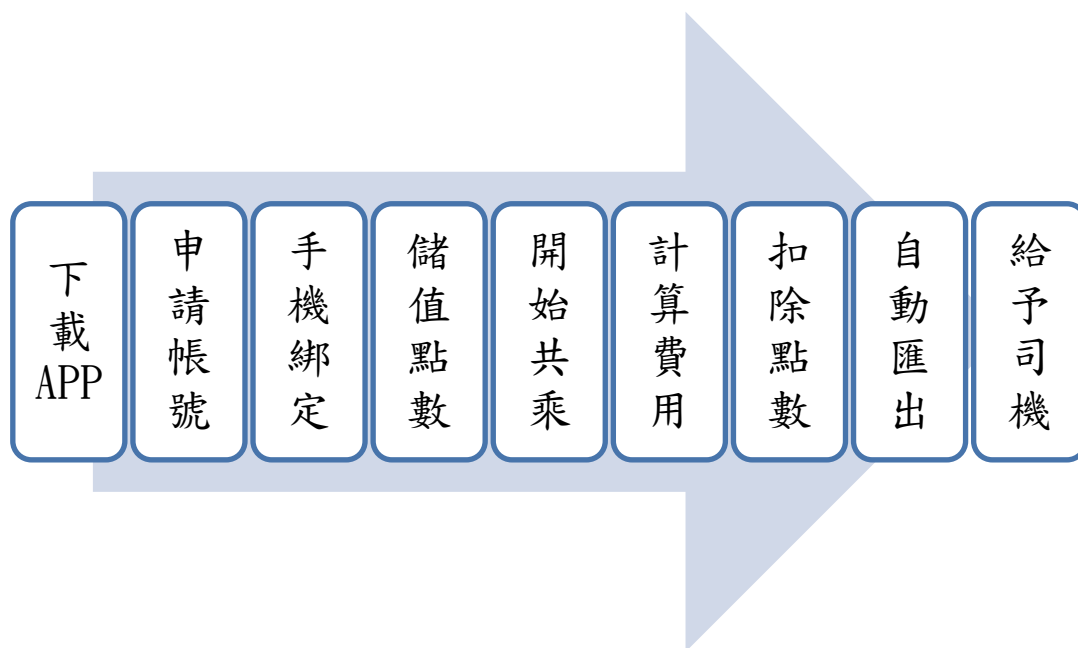 下載APP
申請帳號
手機綁定
儲值點數
開始共乘
計算費用
扣除點數
自動匯出
給予司機